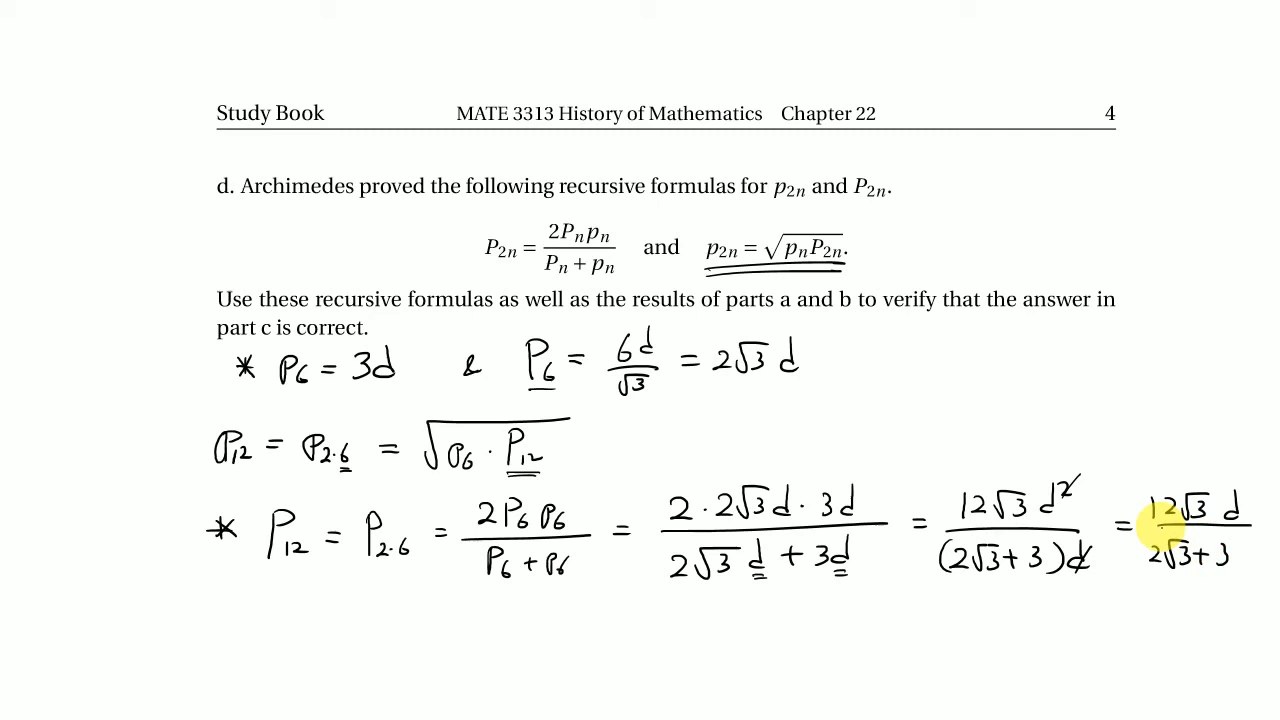 Study Book MATE 3313 History of Mathematics Chapter 22 4
d. Archimedes proved the following recursive formulas for p₂ₙ and P₂ₙ.
P₂ₙ = 2Pₙpₙ / (Pₙ + pₙ) and p₂ₙ = √(pₙP₂ₙ).
Use these recursive formulas as well as the results of parts a and b to verify that the answer in
part c is correct.
* p₆ = 3d & P₆ = 6d / √3 = 2√3 d
p₁₂ = p₂·₆ = √(p₆ · P₁₂)
* P₁₂ = P₂·₆ = 2P₆ p₆ / (P₆ + p₆) = (2 · 2√3 d · 3d) / (2√3 d + 3d) = 12√3 d² / (2√3 + 3)d = 12√3 d / (2√3 + 3)